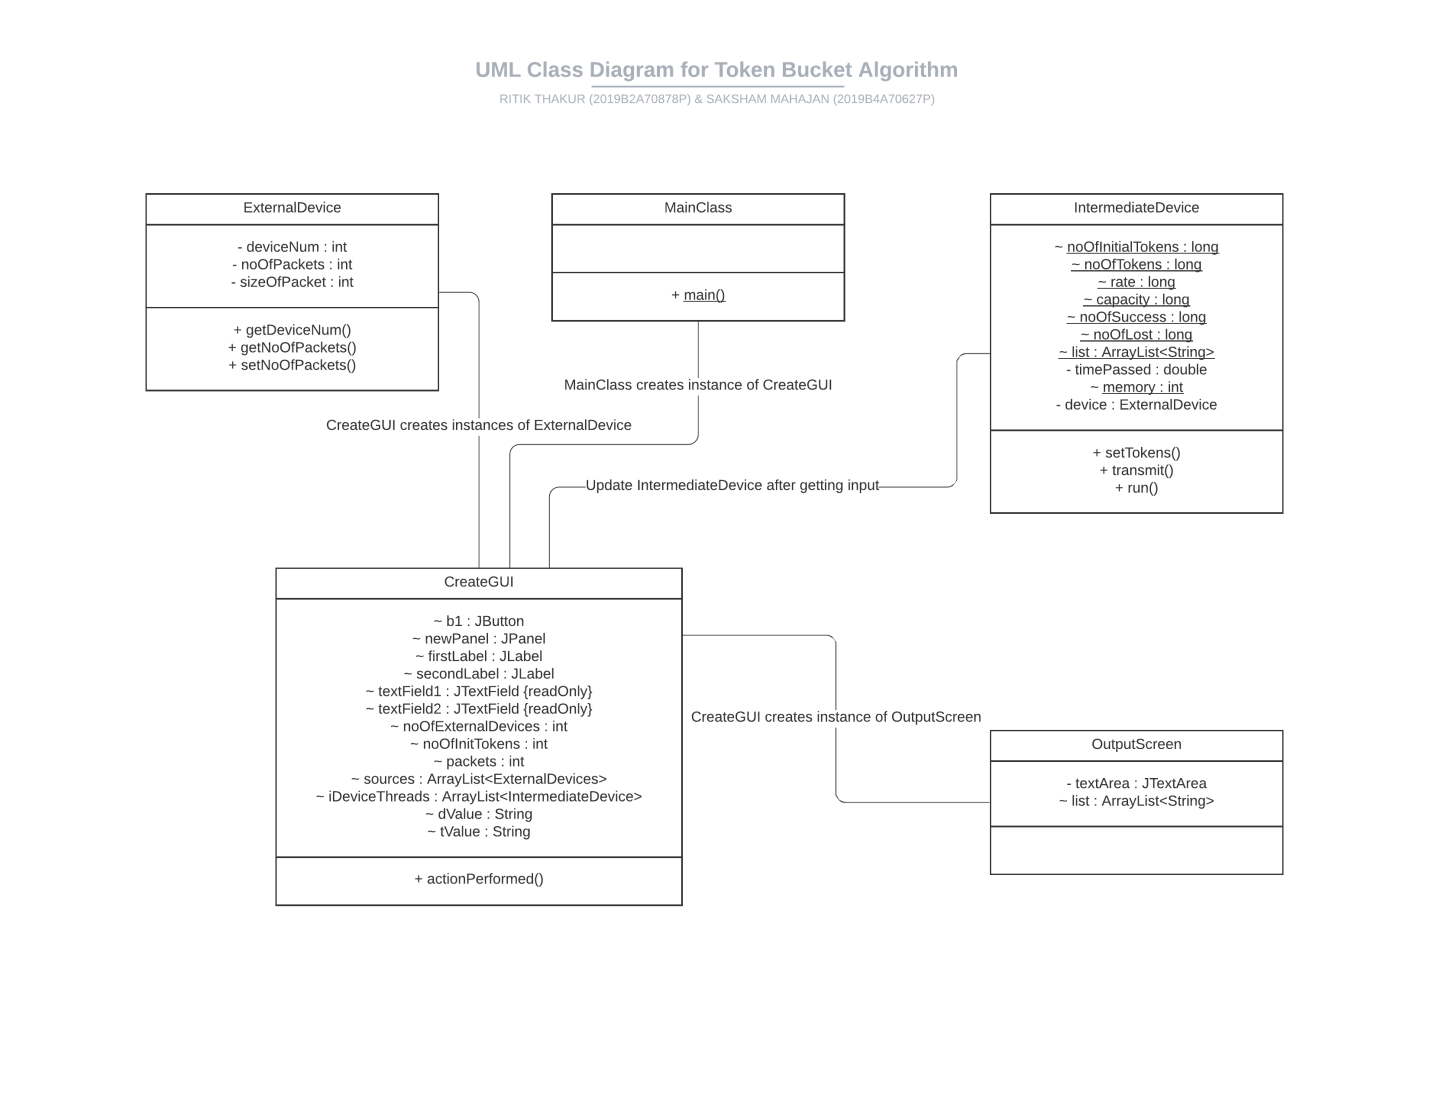 UML Class Diagram for Token Bucket Algorithm
RITIK THAKUR (2019B2A70878P) & SAKSHAM MAHAJAN (2019B4A70627P)
ExternalDevice
- deviceNum : int
- noOfPackets : int
- sizeOfPacket : int
+ getDeviceNum()
+ getNoOfPackets()
+ setNoOfPackets()
MainClass
+ main()
IntermediateDevice
~ noOfInitialTokens : long
~ noOfTokens : long
~ rate : long
~ capacity : long
~ noOfSuccess : long
~ noOfLost : long
~ list : ArrayList<String>
- timePassed : double
~ memory : int
- device : ExternalDevice
+ setTokens()
+ transmit()
+ run()
MainClass creates instance of CreateGUI
CreateGUI creates instances of ExternalDevice
Update IntermediateDevice after getting input
CreateGUI
~ b1 : JButton
~ newPanel : JPanel
~ firstLabel : JLabel
~ secondLabel : JLabel
~ textField1 : JTextField {readOnly}
~ textField2 : JTextField {readOnly}
~ noOfExternalDevices : int
~ noOfInitTokens : int
~ packets : int
~ sources : ArrayList<ExternalDevices>
~ iDeviceThreads : ArrayList<IntermediateDevice>
~ dValue : String
~ tValue : String
+ actionPerformed()
CreateGUI creates instance of OutputScreen
OutputScreen
- textArea : JTextArea
~ list : ArrayList<String>